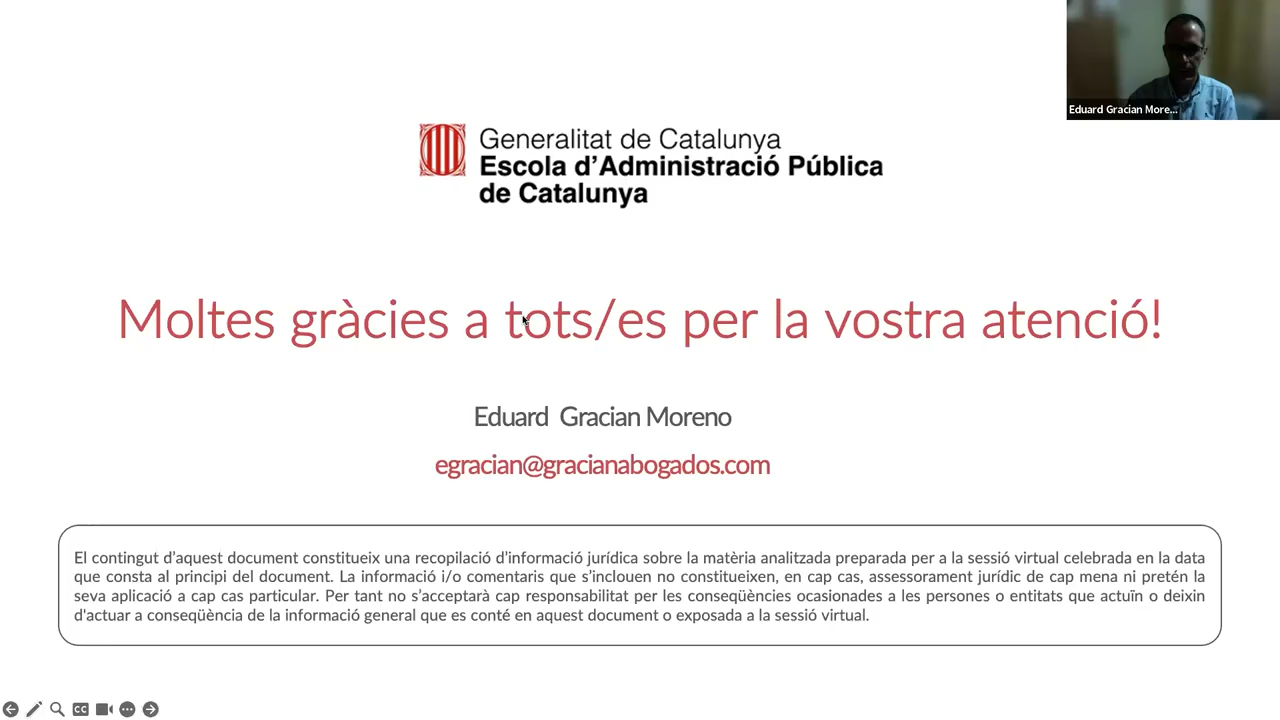 Eduard Gracian More...
Generalitat de Catalunya
Escola d'Administració Pública
de Catalunya
Moltes gràcies a tots/es per la vostra atenció!
Eduard Gracian Moreno
egracian@gracianabogados.com
El contingut d'aquest document constitueix una recopilació d'informació jurídica sobre la matèria analitzada preparada per a la sessió virtual celebrada en la data
que consta al principi del document. La informació i/o comentaris que s'inclouen no constitueixen, en cap cas, assessorament jurídic de cap mena ni pretén la
seva aplicació a cap cas particular. Per tant no s'acceptarà cap responsabilitat per les conseqüències ocasionades a les persones o entitats que actuïn o deixin
d'actuar a conseqüència de la informació general que es conté en aquest document o exposada a la sessió virtual.
CC